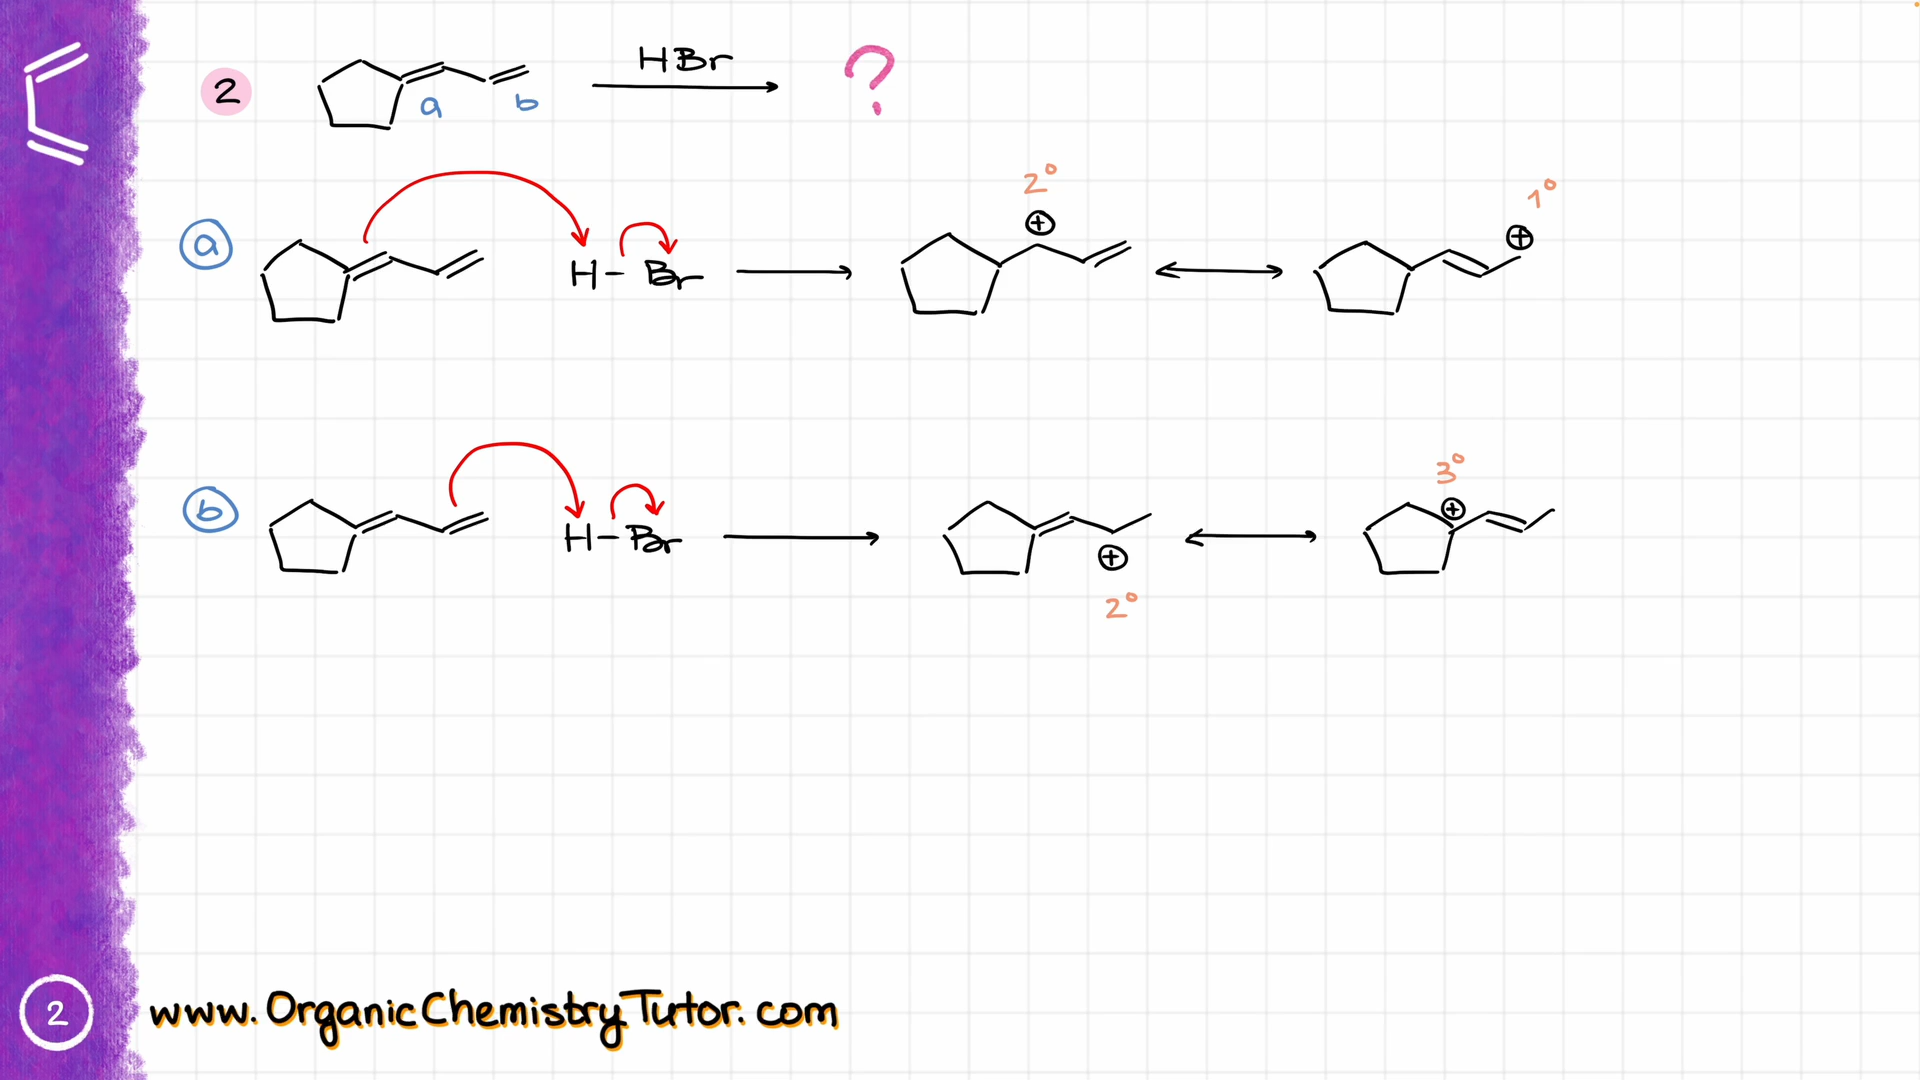 2 HBr ?
a b
2° 1°
a H-Br ⊕ ⊕
3°
b H-Br ⊕ ⊕
2°
2 www.OrganicChemistryTutor.com